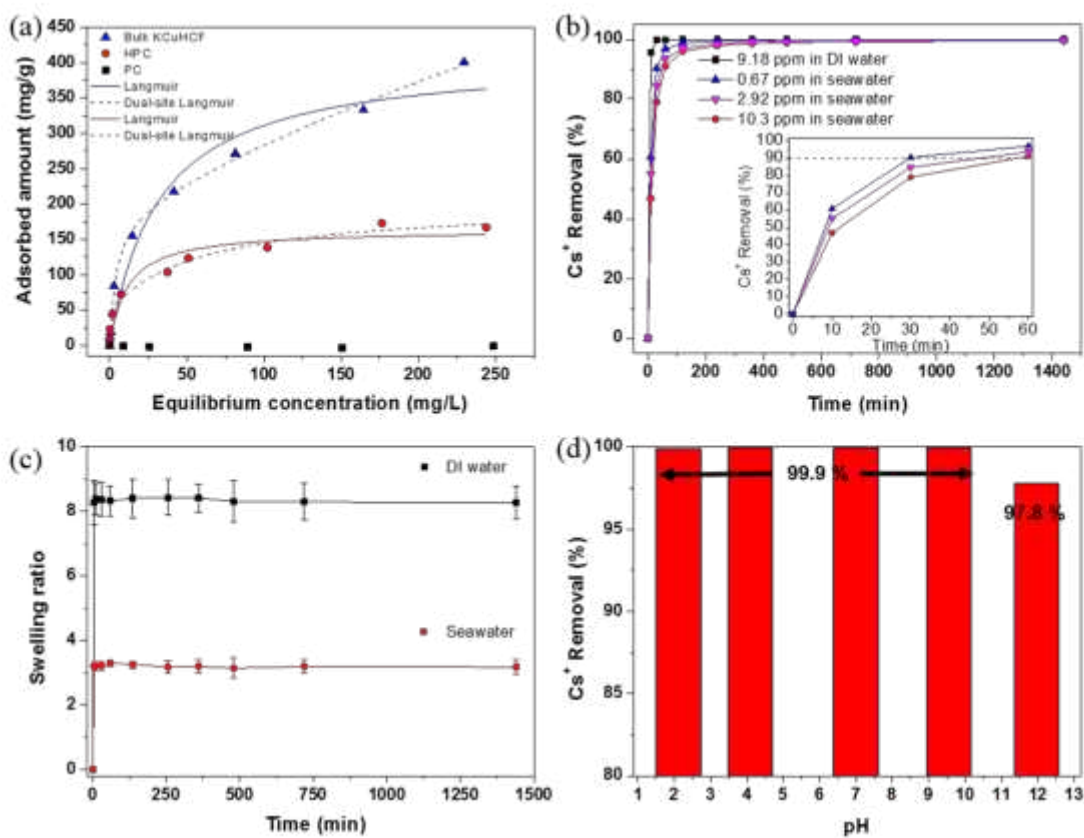 (a)
450
400
350
300
250
200
150
100
50
0
Adsorbed amount (mg/g)
Bulk KCuHCF
HPC
PC
Langmuir
Dual-site Langmuir
Langmuir
Dual-site Langmuir
0 50 100 150 200 250
Equilibrium concentration (mg/L)
(b)
100
80
60
40
20
0
Cs⁺ Removal (%)
9.18 ppm in DI water
0.67 ppm in seawater
2.92 ppm in seawater
10.3 ppm in seawater
100
90
80
70
60
50
40
30
20
10
0
Cs⁺ Removal (%)
0 10 20 30 40 50 60
Time (min)
0 200 400 600 800 1000 1200 1400
Time (min)
(c)
10
8
6
4
2
0
Swelling ratio
DI water
Seawater
0 250 500 750 1000 1250 1500
Time (min)
(d)
100
95
90
85
80
Cs⁺ Removal (%)
99.9 %
97.8 %
1 2 3 4 5 6 7 8 9 10 11 12 13
pH